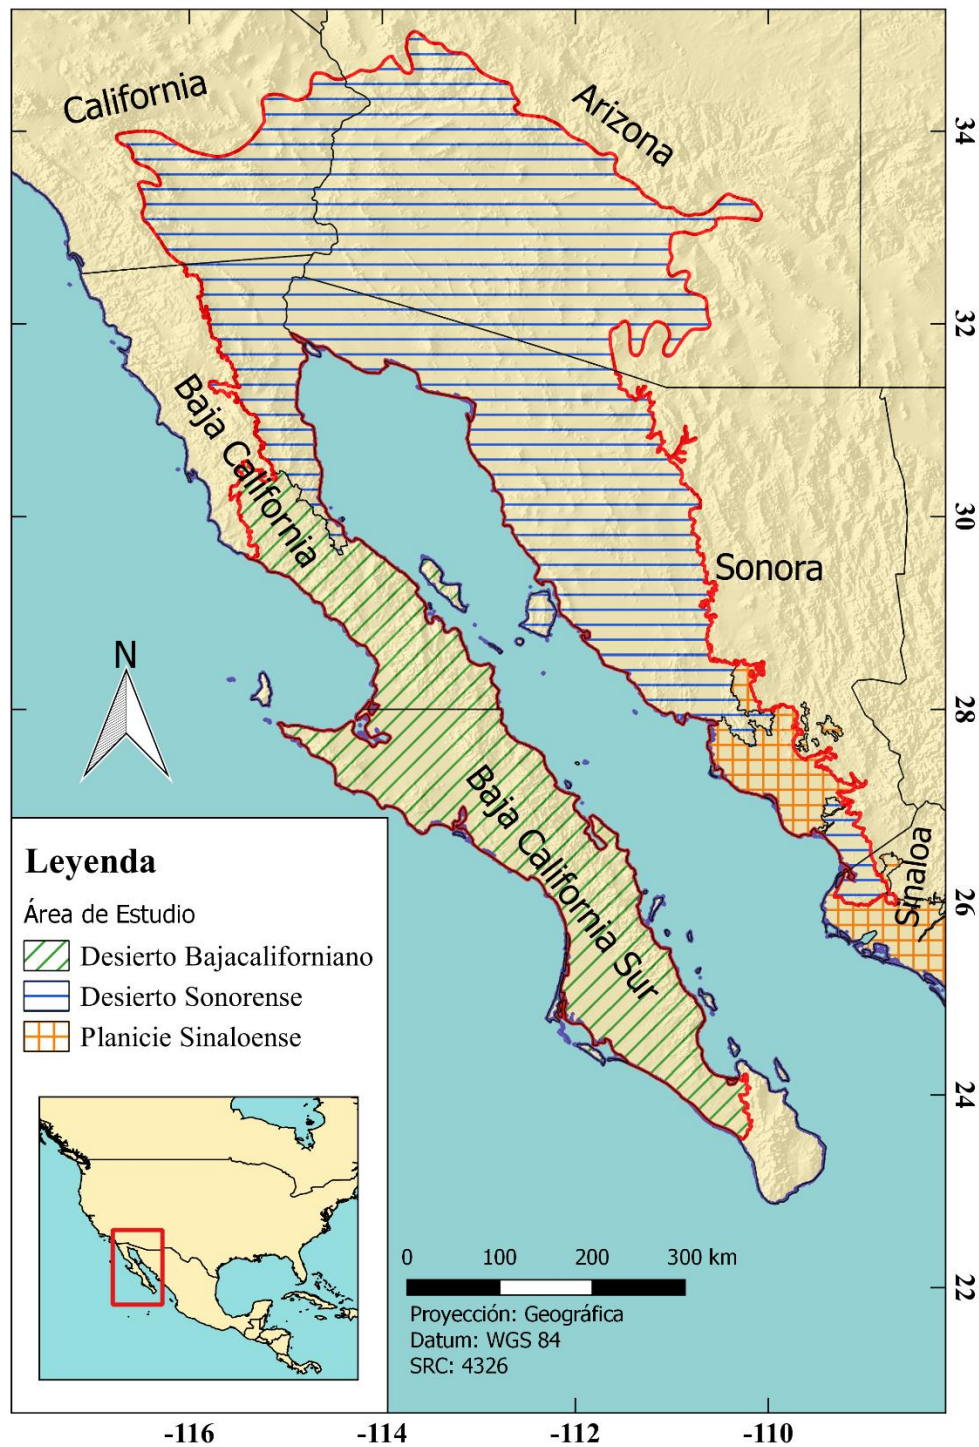 California
Arizona
34
32
Baja California
30
Sonora
N
28
Baja California Sur
Sinaloa
26
Leyenda
Área de Estudio
Desierto Bajacaliforniano
Desierto Sonorense
Planicie Sinaloense
24
0 100 200 300 km
22
Proyección: Geográfica
Datum: WGS 84
SRC: 4326
-116 -114 -112 -110